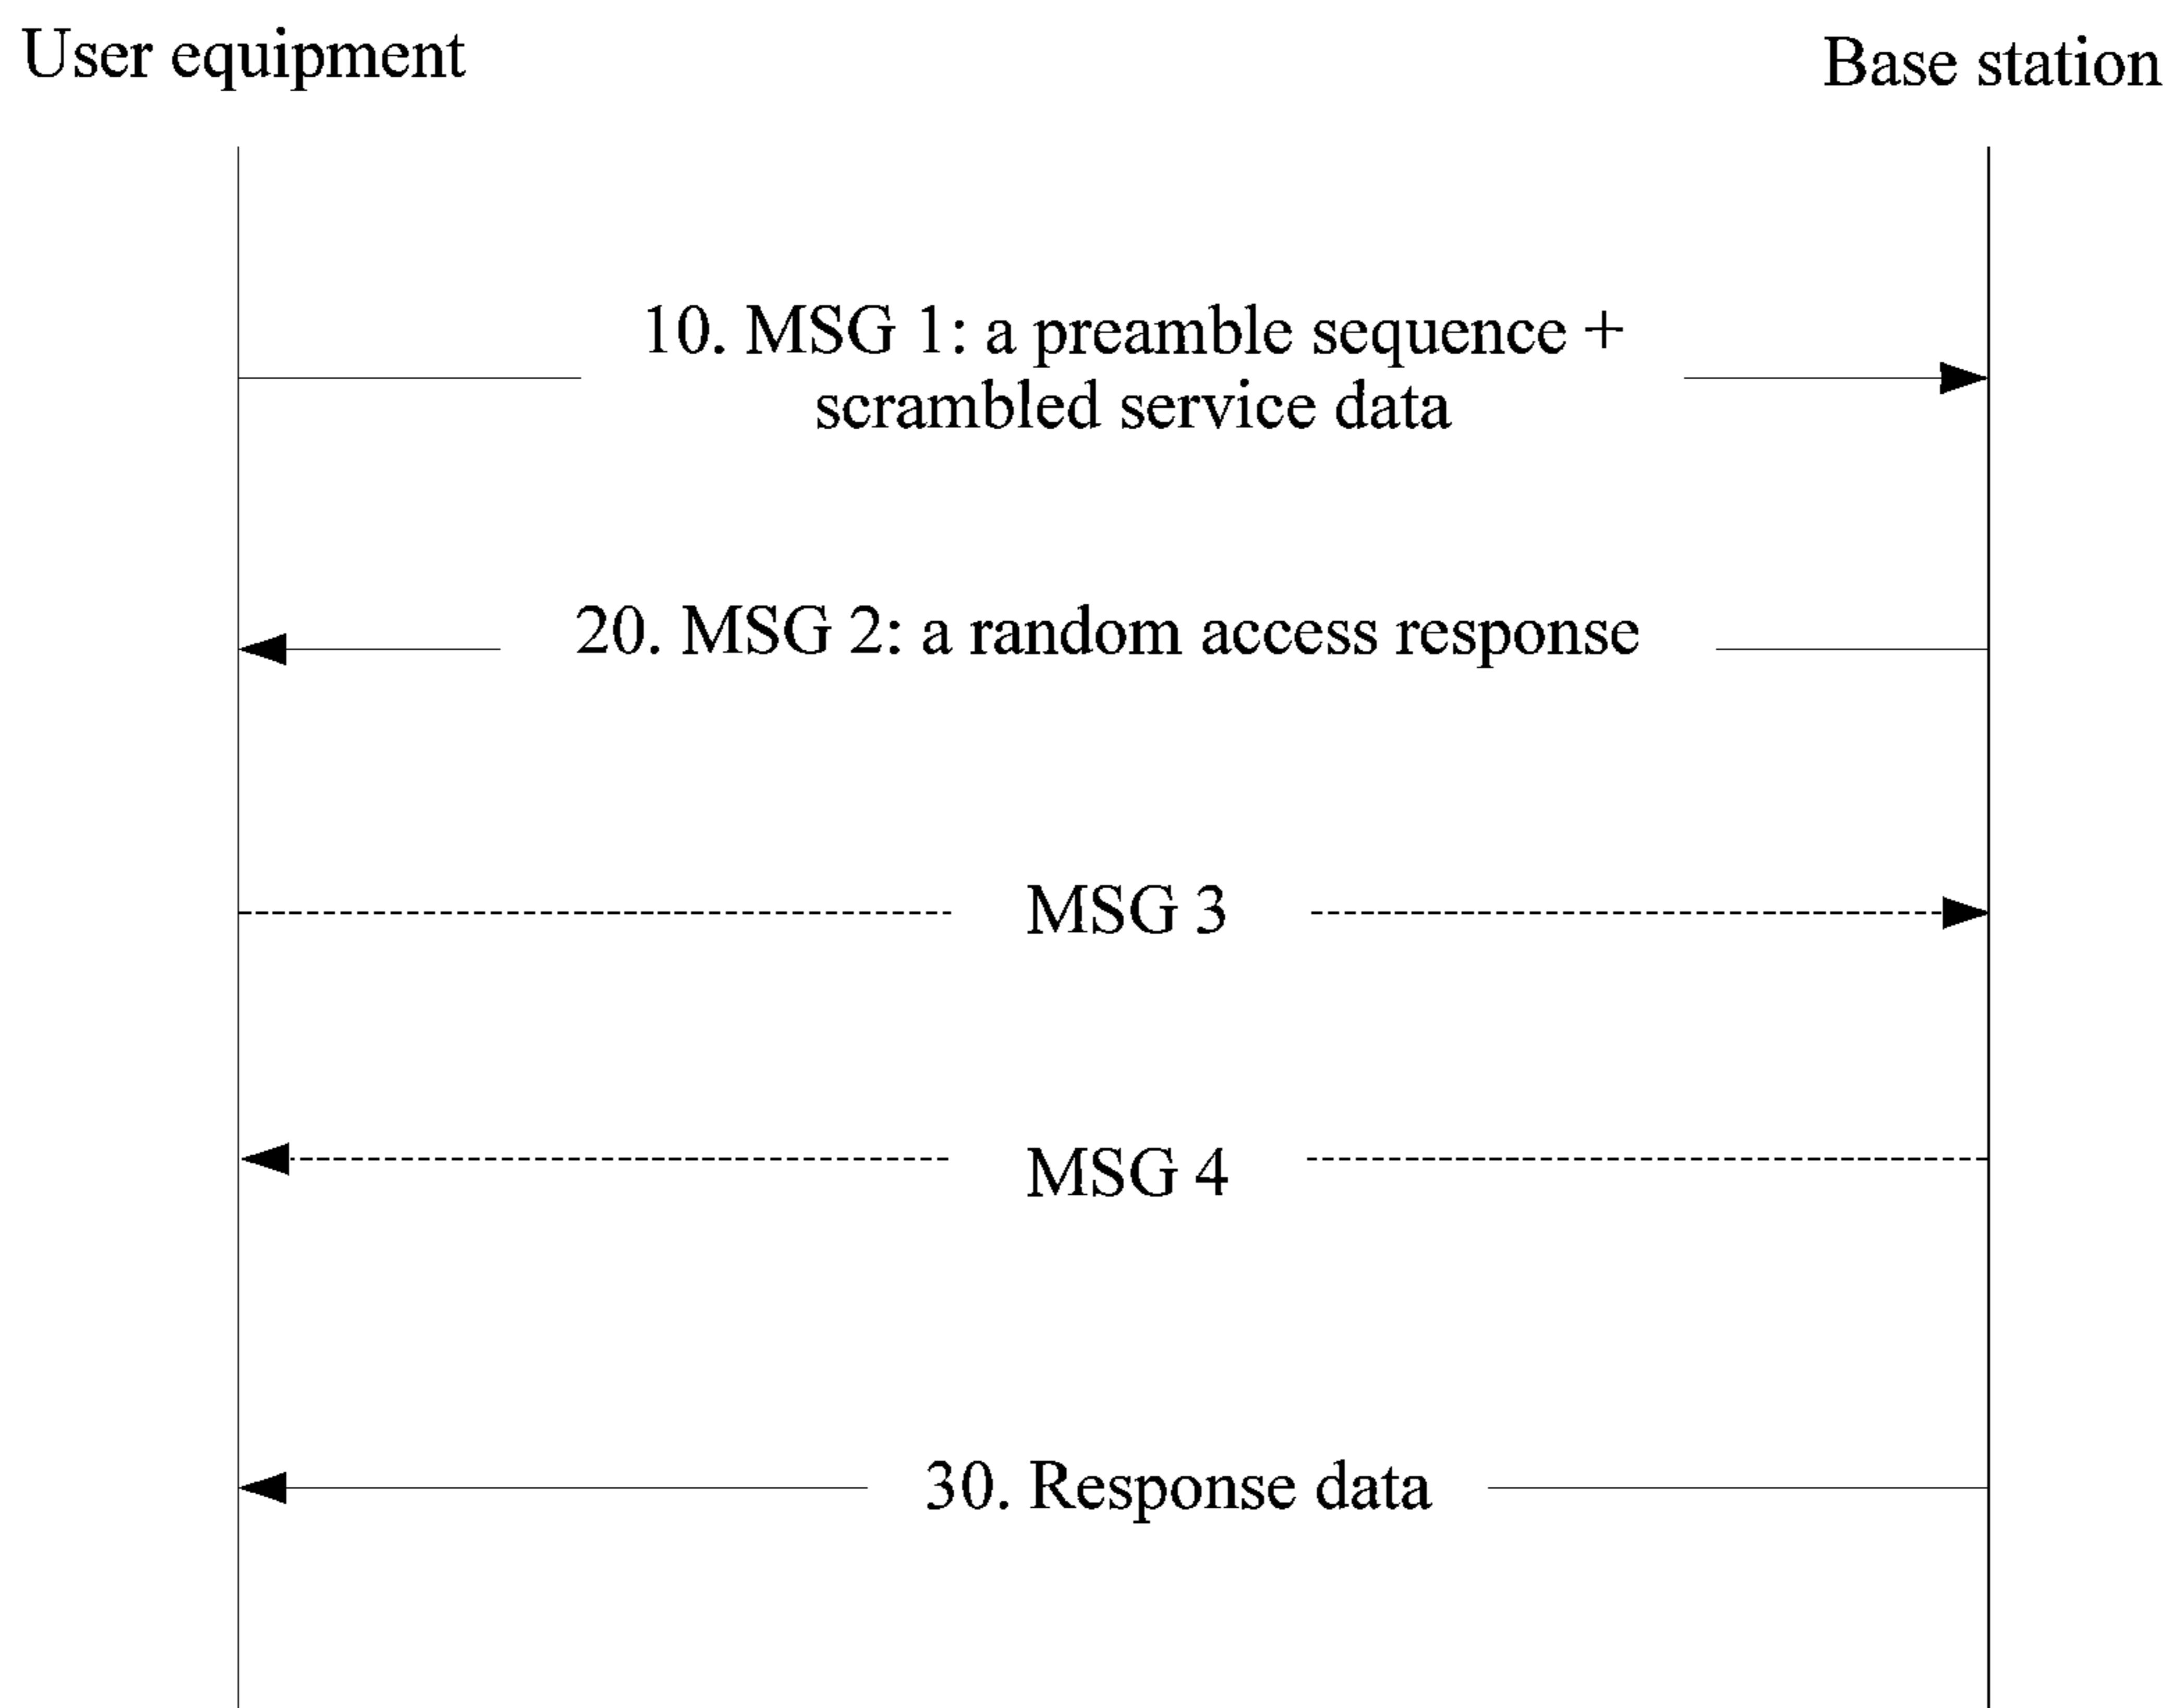 User equipment
Base station
10. MSG 1: a preamble sequence +
scrambled service data
20. MSG 2: a random access response
MSG 3
MSG 4
30. Response data